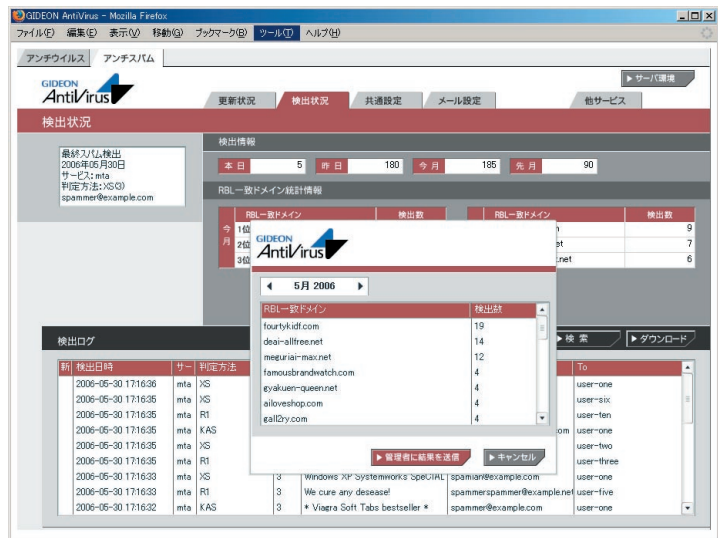 GIDEON AntiVirus - Mozilla Firefox
ファイル(F) 編集(E) 表示(V) 移動(G) ブックマーク(B) ツール(T) ヘルプ(H)
アンチウイルス アンチスパム
サーバ環境
GIDEON
AntiVirus
更新状況 検出状況 共通設定 メール設定 他サービス
検出状況
最終スパム検出
2006年05月30日
サービス: mta
判定方法: XS(3)
spammer@example.com
検出情報
本日 5 昨日 180 今月 185 先月 90
RBL一致ドメイン統計情報
RBL一致ドメイン 検出数 RBL一致ドメイン 検出数
今月
1位 9
2位 7
3位 6
GIDEON
AntiVirus
5月 2006
RBL一致ドメイン 検出数
fourtykidf.com 19
deai-allfree.net 14
meguriai-max.net 12
famousbrandwatch.com 4
gyakuen-queen.net 4
ailoveshop.com 4
gall2ry.com 4
管理者に結果を送信 キャンセル
検出ログ 検索 ダウンロード
新 検出日時 サー 判定方法 To
2006-05-30 17:16:36 mta XS user-one
2006-05-30 17:16:35 mta XS user-six
2006-05-30 17:16:35 mta R1 user-ten
2006-05-30 17:16:35 mta KAS om user-one
2006-05-30 17:16:35 mta XS user-two
2006-05-30 17:16:35 mta R1 user-three
2006-05-30 17:16:33 mta XS 3 Windows XP SystemWorks SpeCIAL spamian@example.com user-one
2006-05-30 17:16:33 mta R1 3 We cure any desease! spammerspammer@example.net user-five
2006-05-30 17:16:32 mta KAS 3 * Viagra Soft Tabs bestseller * spammer@example.com user-one